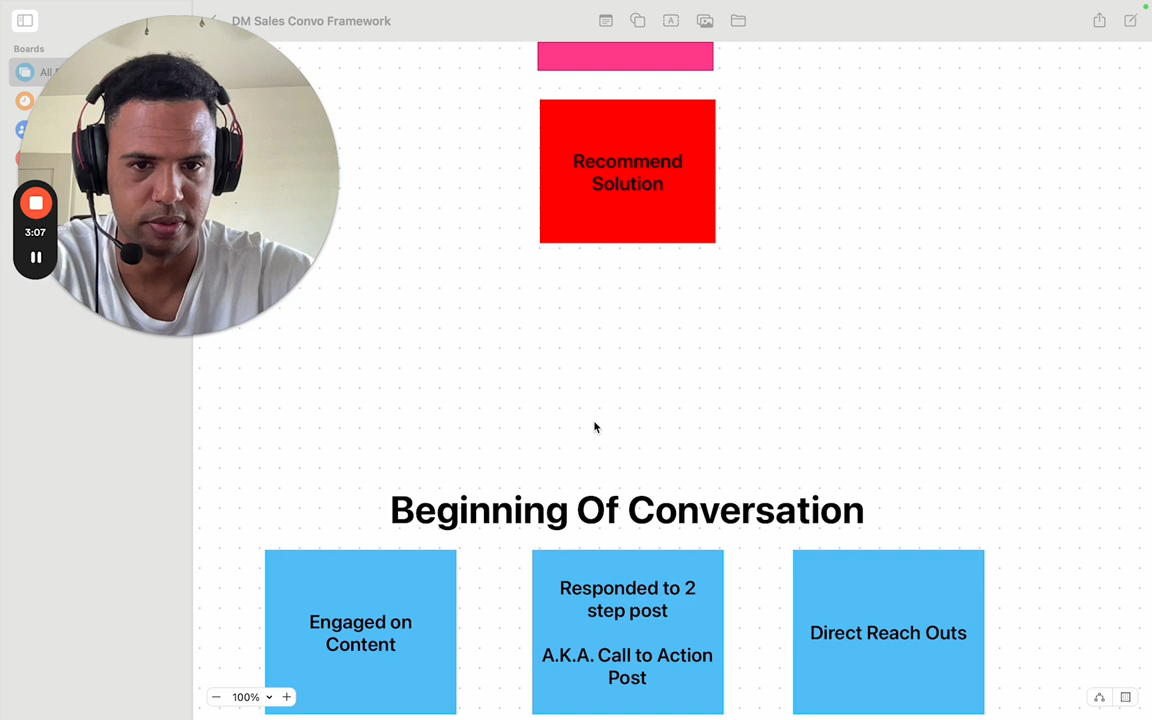 DM Sales Convo Framework
Boards
All
3:07
Recommend
Solution
Beginning Of Conversation
Engaged on
Content
Responded to 2
step post
A.K.A. Call to Action
Post
Direct Reach Outs
100%